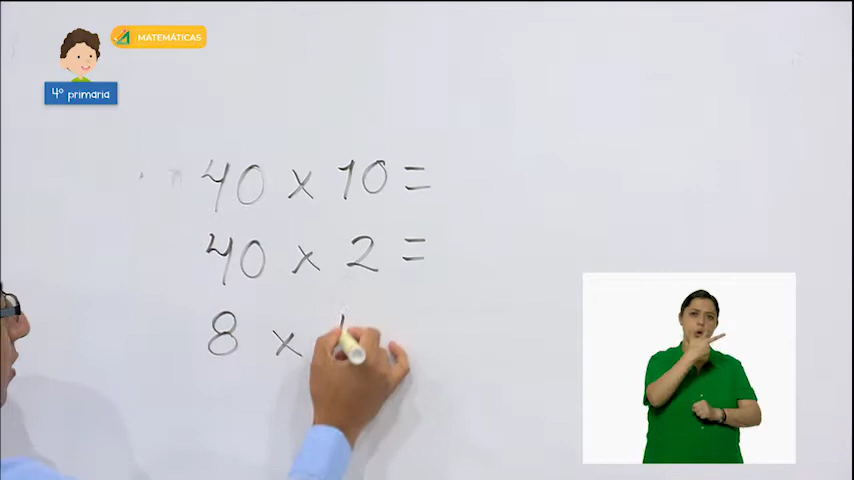 MATEMÁTICAS
4º primaria
40 x 10 =
40 x 2 =
8 x